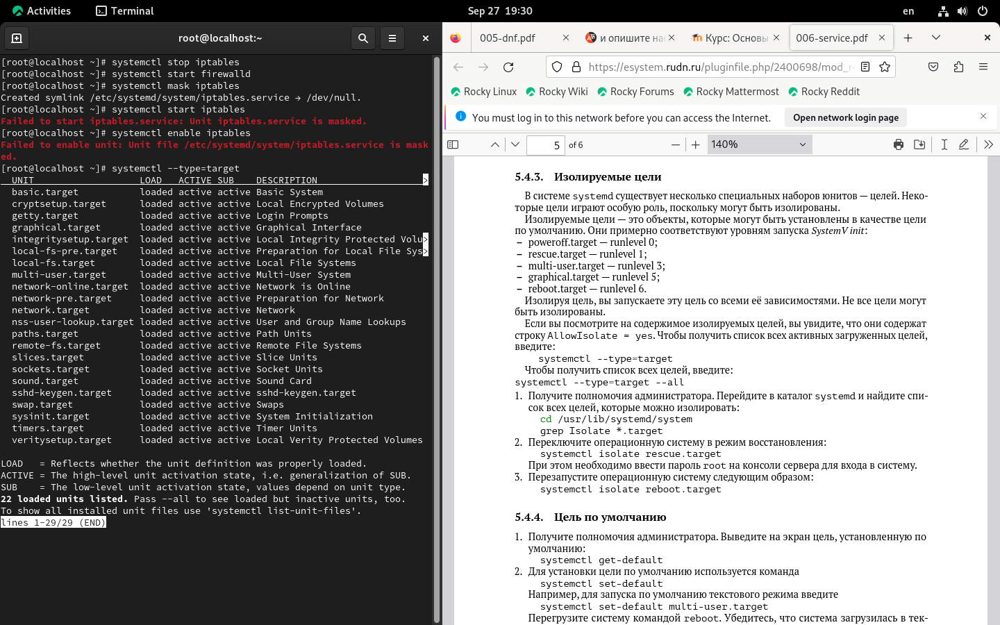 Activities Terminal Sep 27 19:30 en
root@localhost:~
[root@localhost ~]# systemctl stop iptables
[root@localhost ~]# systemctl start firewalld
[root@localhost ~]# systemctl mask iptables
Created symlink /etc/systemd/system/iptables.service → /dev/null.
[root@localhost ~]# systemctl start iptables
Failed to start iptables.service: Unit iptables.service is masked.
[root@localhost ~]# systemctl enable iptables
Failed to enable unit: Unit file /etc/systemd/system/iptables.service is mask
ed.
[root@localhost ~]# systemctl --type=target
UNIT LOAD ACTIVE SUB DESCRIPTION >
basic.target loaded active active Basic System
cryptsetup.target loaded active active Local Encrypted Volumes
getty.target loaded active active Login Prompts
graphical.target loaded active active Graphical Interface
integritysetup.target loaded active active Local Integrity Protected Volu>
local-fs-pre.target loaded active active Preparation for Local File Sys>
local-fs.target loaded active active Local File Systems
multi-user.target loaded active active Multi-User System
network-online.target loaded active active Network is Online
network-pre.target loaded active active Preparation for Network
network.target loaded active active Network
nss-user-lookup.target loaded active active User and Group Name Lookups
paths.target loaded active active Path Units
remote-fs.target loaded active active Remote File Systems
slices.target loaded active active Slice Units
sockets.target loaded active active Socket Units
sound.target loaded active active Sound Card
sshd-keygen.target loaded active active sshd-keygen.target
swap.target loaded active active Swaps
sysinit.target loaded active active System Initialization
timers.target loaded active active Timer Units
veritysetup.target loaded active active Local Verity Protected Volumes
LOAD = Reflects whether the unit definition was properly loaded.
ACTIVE = The high-level unit activation state, i.e. generalization of SUB.
SUB = The low-level unit activation state, values depend on unit type.
22 loaded units listed. Pass --all to see loaded but inactive units, too.
To show all installed unit files use 'systemctl list-unit-files'.
lines 1-29/29 (END)
005-dnf.pdf и опишите на Курс: Основы 006-service.pdf
https://esystem.rudn.ru/pluginfile.php/2400698/mod_r
Rocky Linux Rocky Wiki Rocky Forums Rocky Mattermost Rocky Reddit
You must log in to this network before you can access the Internet. Open network login page
5 of 6 140%
5.4.3. Изолируемые цели
В системе systemd существует несколько специальных наборов юнитов — целей. Неко-
торые цели играют особую роль, поскольку могут быть изолированы.
Изолируемые цели — это объекты, которые могут быть установлены в качестве цели
по умолчанию. Они примерно соответствуют уровням запуска SystemV init:
– poweroff.target — runlevel 0;
– rescue.target — runlevel 1;
– multi-user.target — runlevel 3;
– graphical.target — runlevel 5;
– reboot.target — runlevel 6.
Изолируя цель, вы запускаете эту цель со всеми её зависимостями. Не все цели могут
быть изолированы.
Если вы посмотрите на содержимое изолируемых целей, вы увидите, что они содержат
строку AllowIsolate = yes. Чтобы получить список всех активных загруженных целей,
введите:
systemctl --type=target
Чтобы получить список всех целей, введите:
systemctl --type=target --all
1. Получите полномочия администратора. Перейдите в каталог systemd и найдите спи-
сок всех целей, которые можно изолировать:
cd /usr/lib/systemd/system
grep Isolate *.target
2. Переключите операционную систему в режим восстановления:
systemctl isolate rescue.target
При этом необходимо ввести пароль root на консоли сервера для входа в систему.
3. Перезапустите операционную систему следующим образом:
systemctl isolate reboot.target
5.4.4. Цель по умолчанию
1. Получите полномочия администратора. Выведите на экран цель, установленную по
умолчанию:
systemctl get-default
2. Для установки цели по умолчанию используется команда
systemctl set-default
Например, для запуска по умолчанию текстового режима введите
systemctl set-default multi-user.target
Перегрузите систему командой reboot. Убедитесь, что система загрузилась в тек-